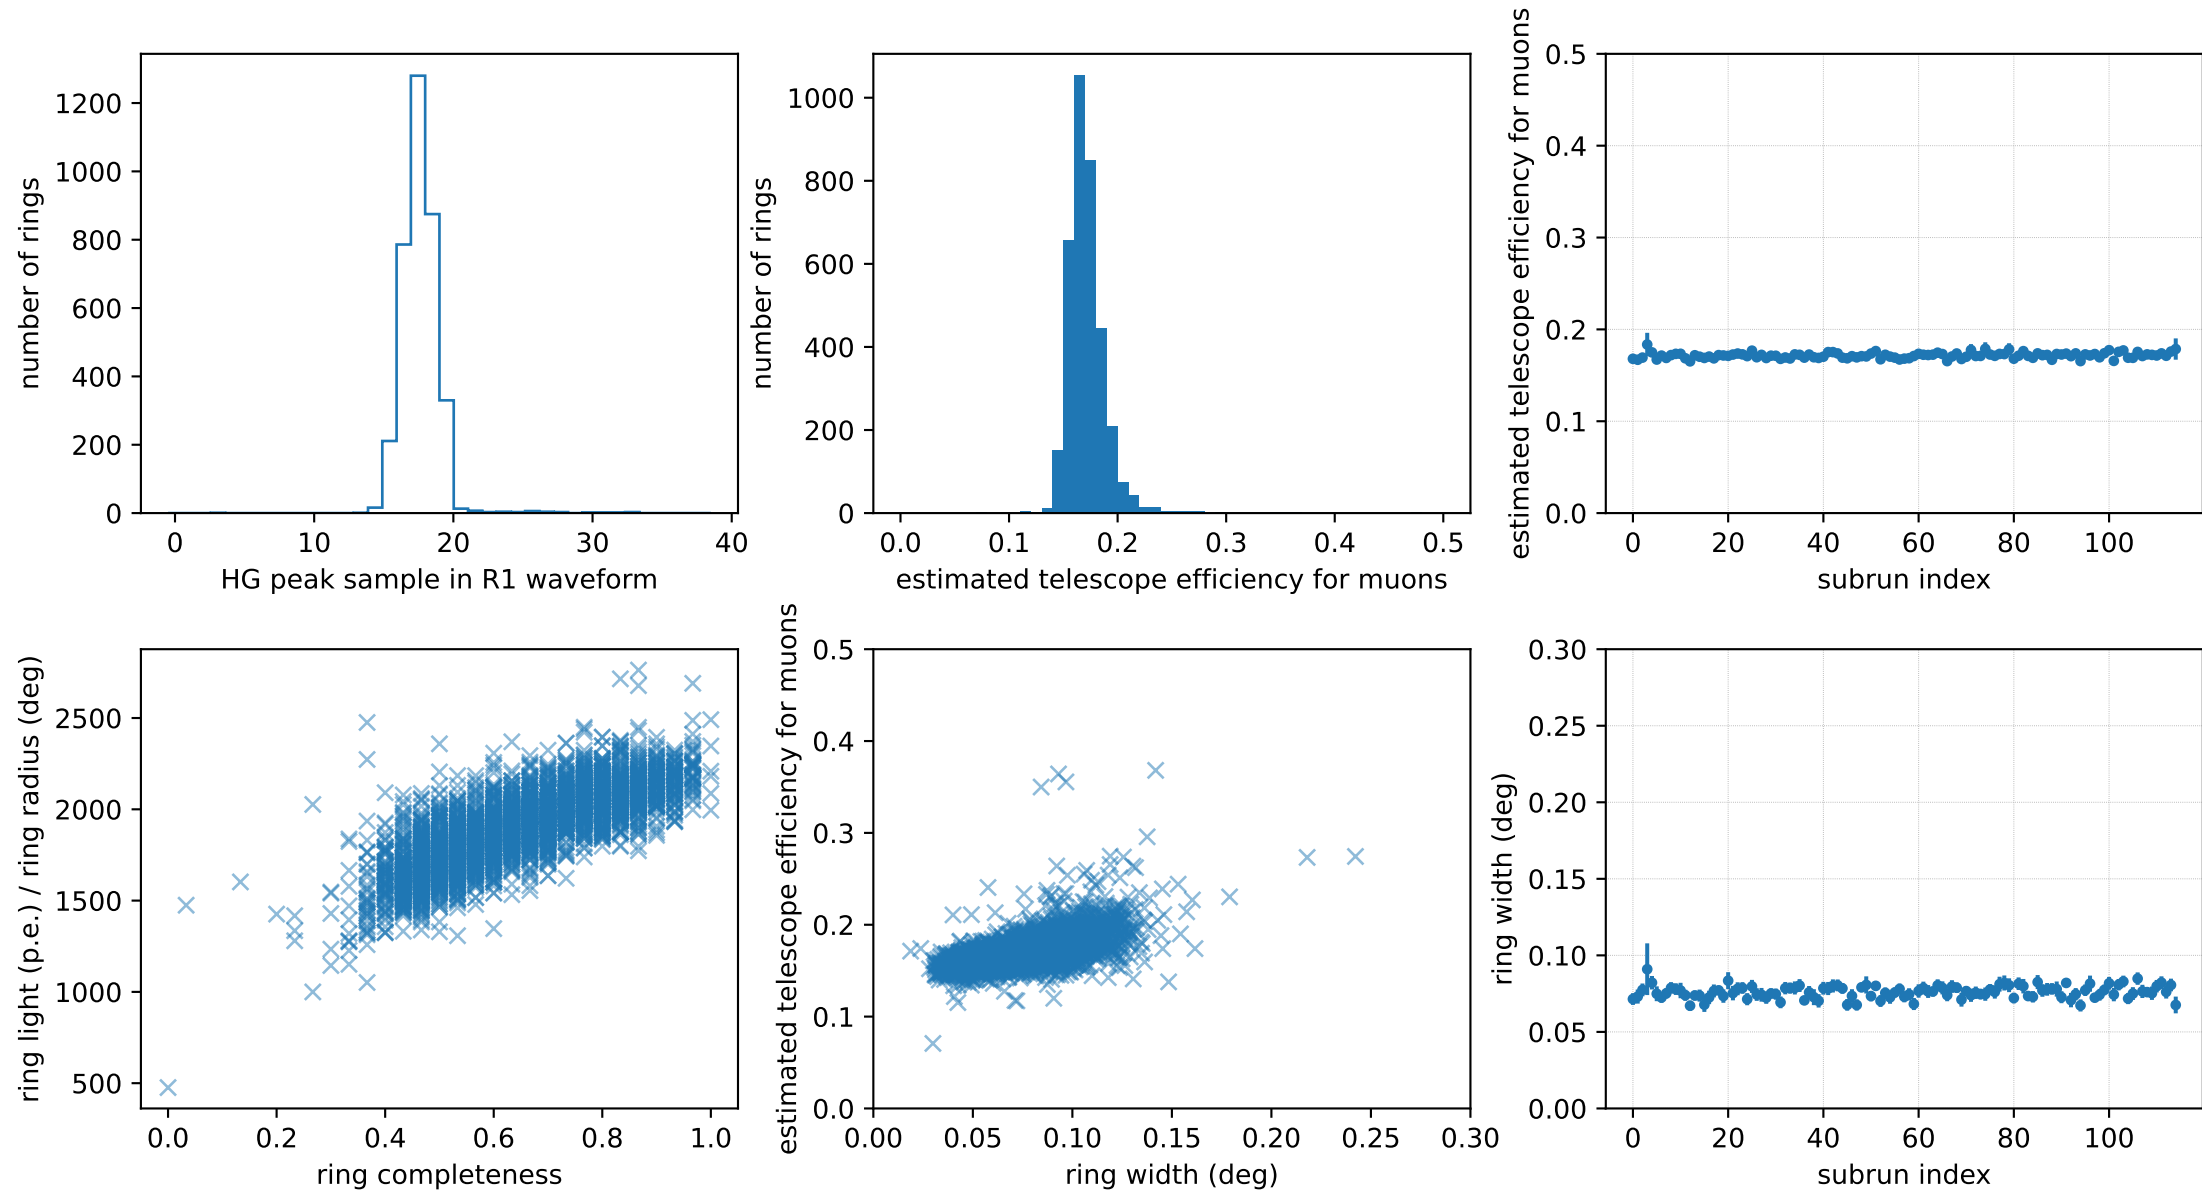 number of rings
1200
1000
800
600
400
200
0
0 10 20 30 40
HG peak sample in R1 waveform
number of rings
1000
800
600
400
200
0
0.0 0.1 0.2 0.3 0.4 0.5
estimated telescope efficiency for muons
estimated telescope efficiency for muons
0.5
0.4
0.3
0.2
0.1
0.0
0 20 40 60 80 100
subrun index
ring light (p.e.) / ring radius (deg)
2500
2000
1500
1000
500
0.0 0.2 0.4 0.6 0.8 1.0
ring completeness
estimated telescope efficiency for muons
0.5
0.4
0.3
0.2
0.1
0.0
0.00 0.05 0.10 0.15 0.20 0.25 0.30
ring width (deg)
ring width (deg)
0.30
0.25
0.20
0.15
0.10
0.05
0.00
0 20 40 60 80 100
subrun index